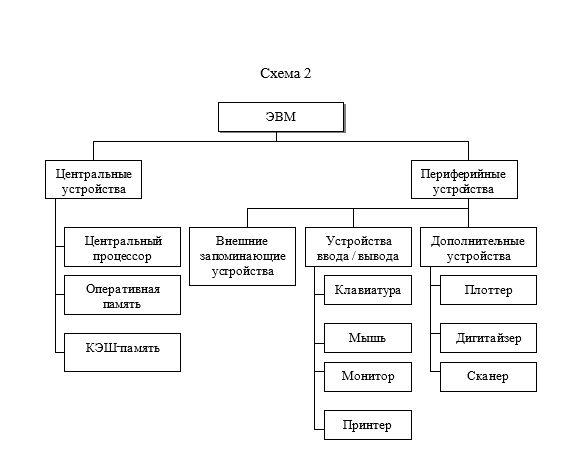 Схема 2
ЭВМ
Центральные
устройства
Периферийные
устройства
Центральный
процессор
Внешние
запоминающие
устройства
Устройства
ввода / вывода
Дополнительные
устройства
Оперативная
память
Клавиатура
Плоттер
КЭШ-память
Мышь
Дигитайзер
Монитор
Сканер
Принтер